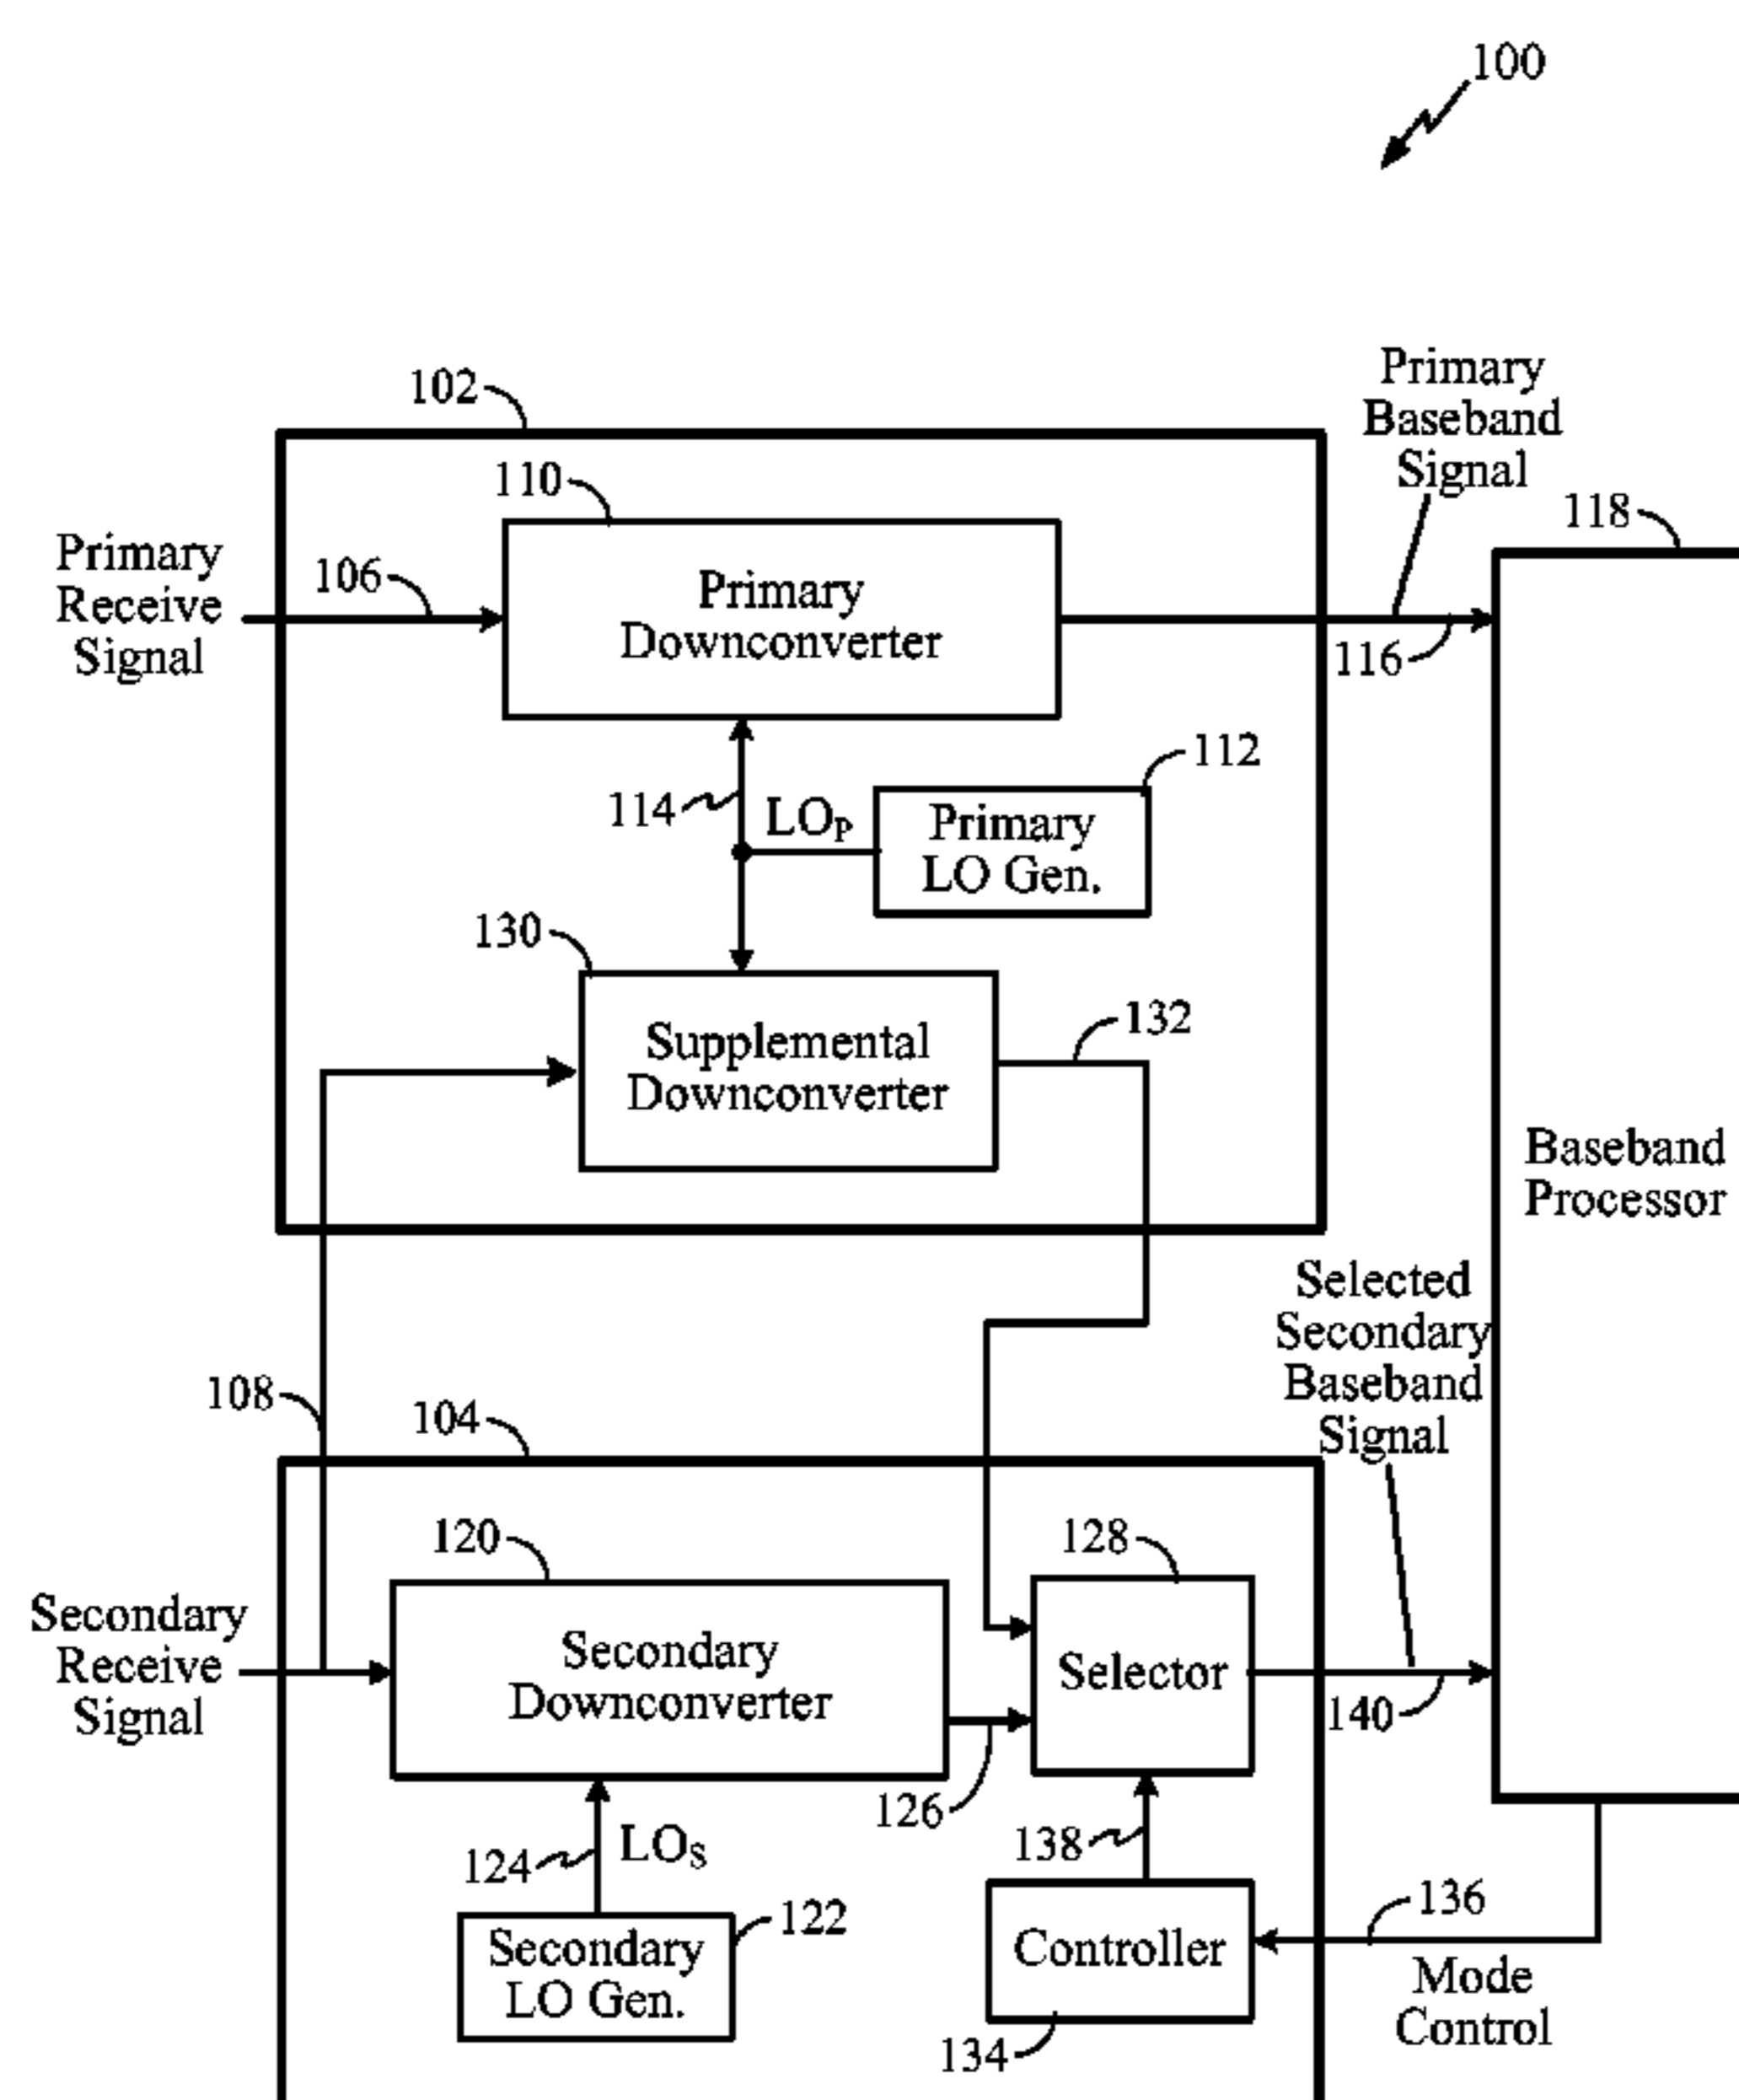 100
102
Primary
Baseband
Signal
110
118
Primary
Receive
Signal
106
Primary
Downconverter
116
112
114
LOP
Primary
LO Gen.
130
132
Supplemental
Downconverter
Baseband
Processor
Selected
Secondary
Baseband
Signal
108
104
120
128
Secondary
Receive
Signal
Secondary
Downconverter
Selector
140
126
138
124
LOS
136
122
Secondary
LO Gen.
Controller
Mode
Control
134